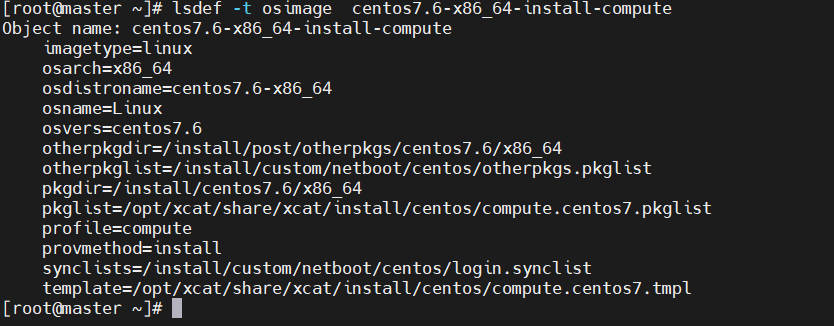 [root@master ~]# lsdef -t osimage  centos7.6-x86_64-install-compute
Object name: centos7.6-x86_64-install-compute
    imagetype=linux
    osarch=x86_64
    osdistroname=centos7.6-x86_64
    osname=Linux
    osvers=centos7.6
    otherpkgdir=/install/post/otherpkgs/centos7.6/x86_64
    otherpkglist=/install/custom/netboot/centos/otherpkgs.pkglist
    pkgdir=/install/centos7.6/x86_64
    pkglist=/opt/xcat/share/xcat/install/centos/compute.centos7.pkglist
    profile=compute
    provmethod=install
    synclists=/install/custom/netboot/centos/login.synclist
    template=/opt/xcat/share/xcat/install/centos/compute.centos7.tmpl
[root@master ~]#